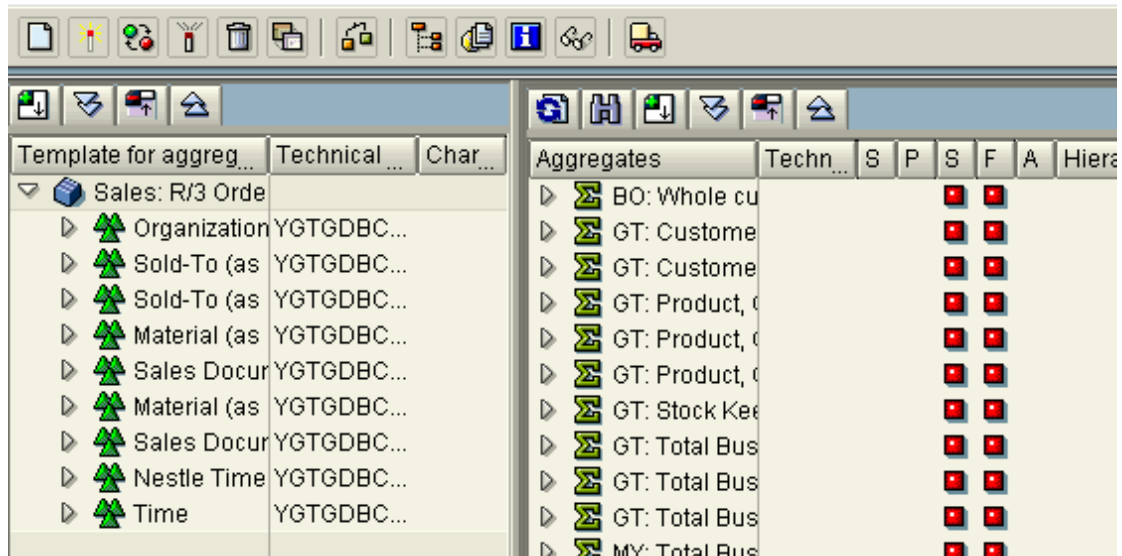 Template for aggreg... Technical ... Char...
Sales: R/3 Orde
Organization YGTGDBC...
Sold-To (as YGTGDBC...
Sold-To (as YGTGDBC...
Material (as YGTGDBC...
Sales Docur YGTGDBC...
Material (as YGTGDBC...
Sales Docur YGTGDBC...
Nestle Time YGTGDBC...
Time YGTGDBC...
Aggregates Techn... S P S F A Hiera
BO: Whole cu
GT: Custome
GT: Custome
GT: Product,
GT: Product,
GT: Product,
GT: Stock Kee
GT: Total Bus
GT: Total Bus
GT: Total Bus
MY: Total Bus